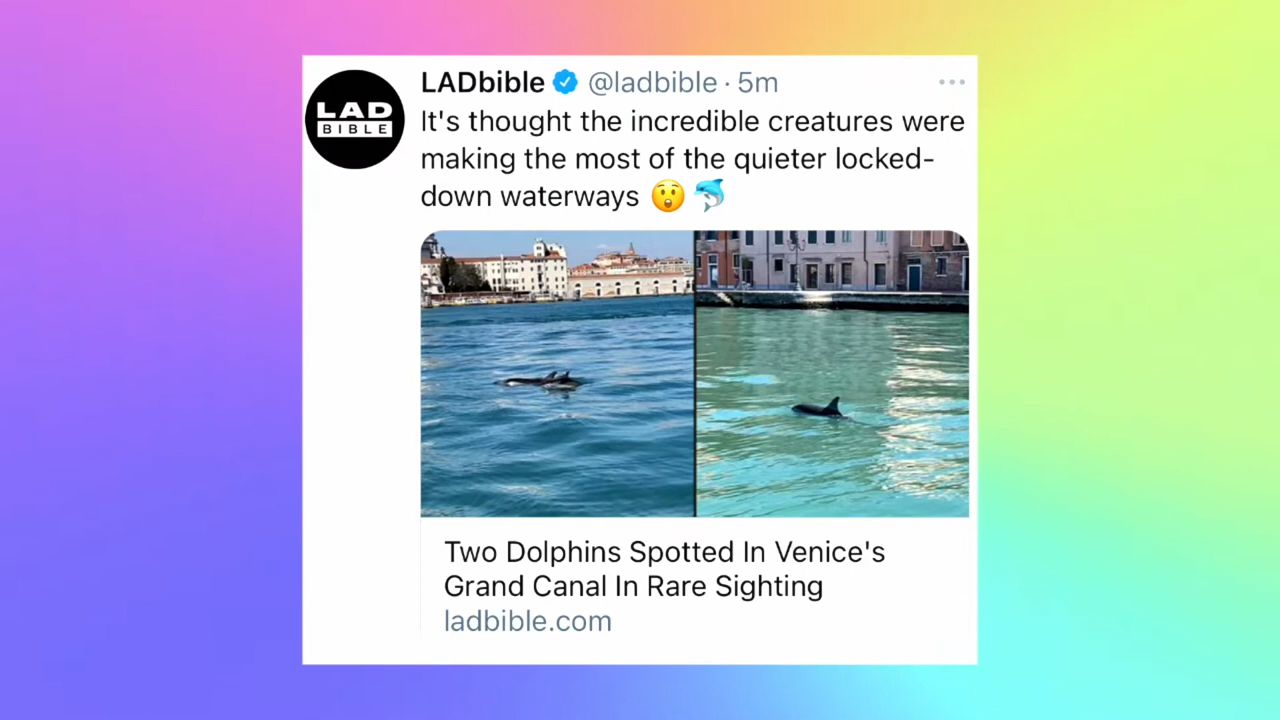 LAD
BIBLE
LADbible @ladbible · 5m
It's thought the incredible creatures were
making the most of the quieter locked-
down waterways 😲 🐬
Two Dolphins Spotted In Venice's
Grand Canal In Rare Sighting
ladbible.com